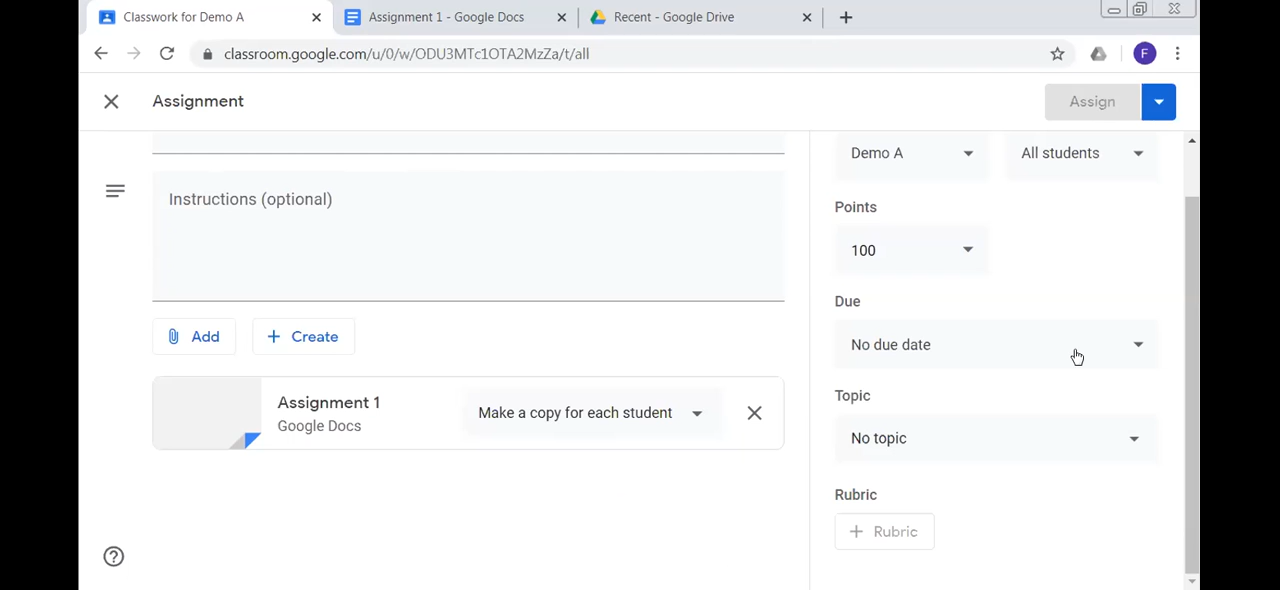 Classwork for Demo A
Assignment 1 - Google Docs
Recent - Google Drive
classroom.google.com/u/0/w/ODU3MTc1OTA2MzZa/t/all
F
Assignment
Assign
Demo A
All students
Instructions (optional)
Points
100
Due
No due date
Add
Create
Assignment 1
Google Docs
Make a copy for each student
Topic
No topic
Rubric
Rubric